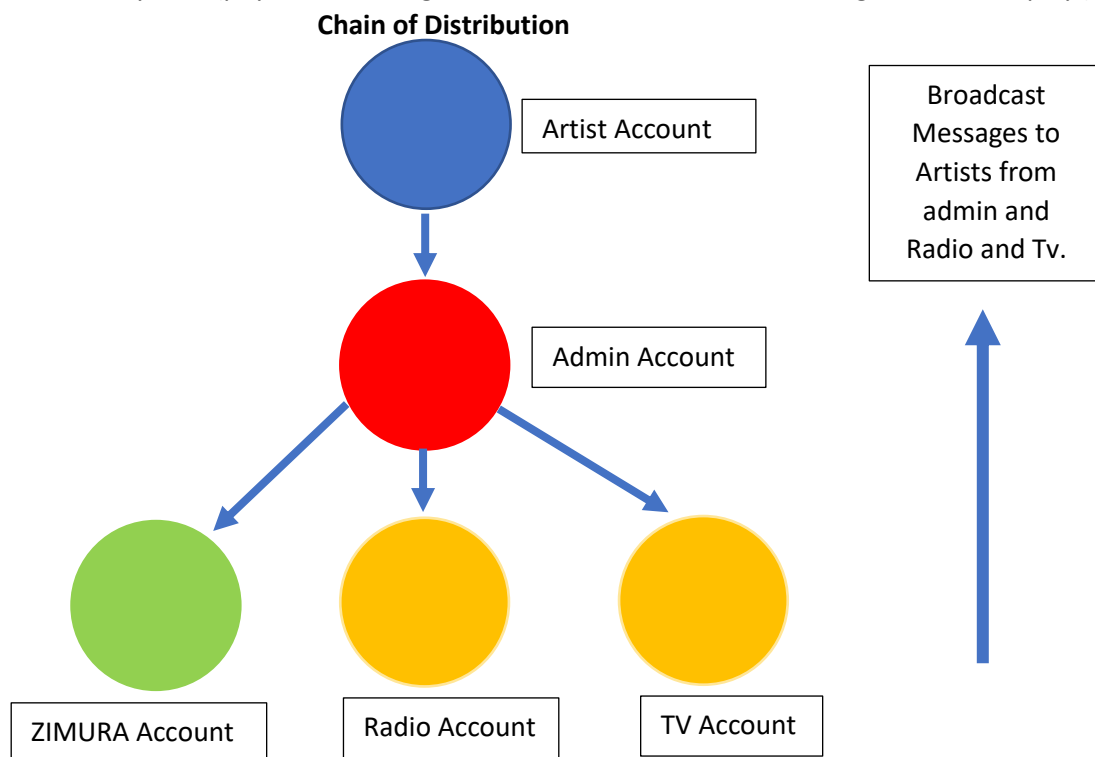 Chain of Distribution
Artist Account
Broadcast
Messages to
Artists from
admin and
Radio and Tv.
Admin Account
ZIMURA Account
Radio Account
TV Account